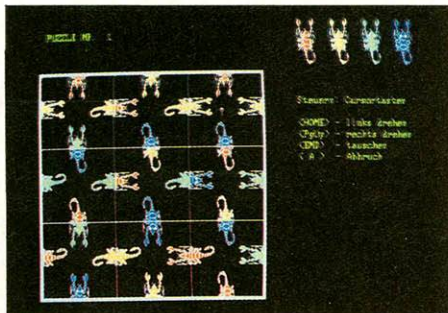 PUZZLE NR. 1
Steuern: Cursortasten
<HOME> - links drehen
<PgUp> - rechts drehen
<END> - tauschen
< A > - Abbruch